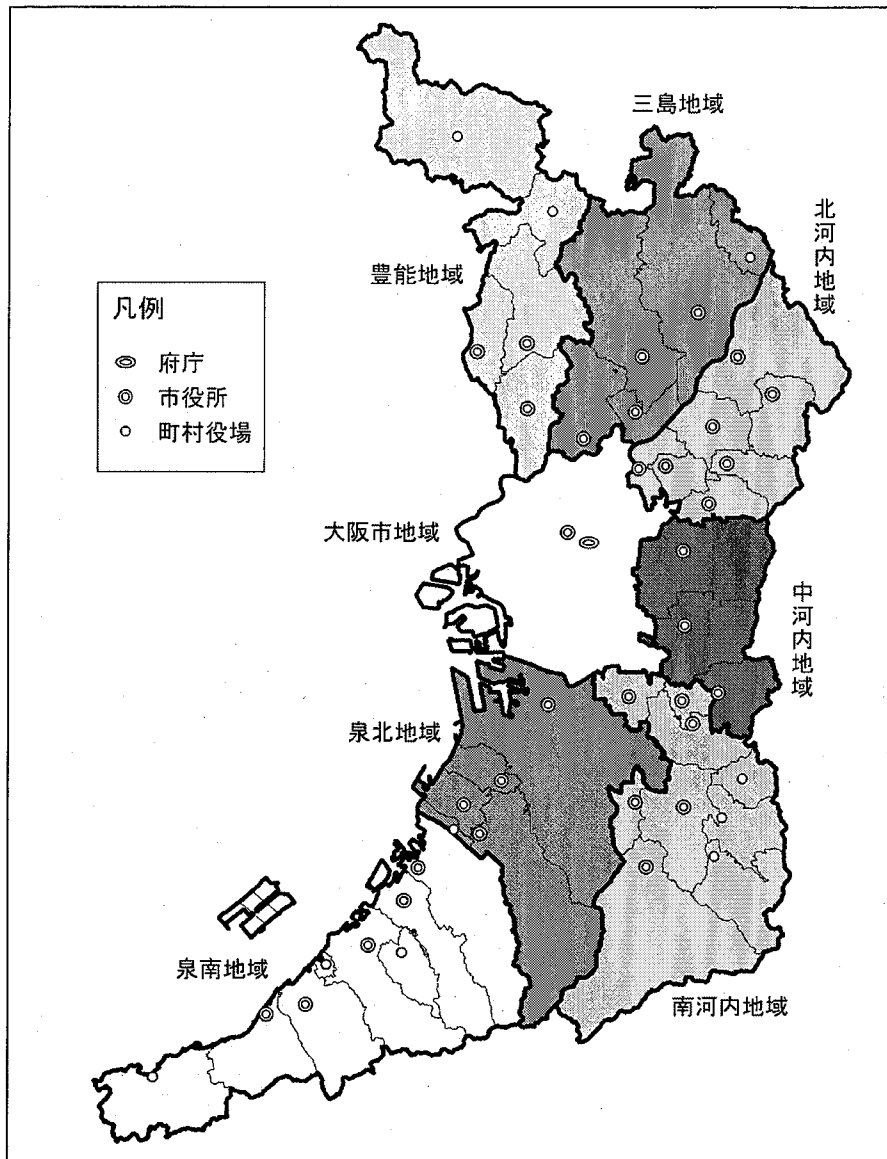 三島地域
北河内地域
豊能地域
凡例
府庁
市役所
町村役場
大阪市地域
中河内地域
泉北地域
泉南地域
南河内地域